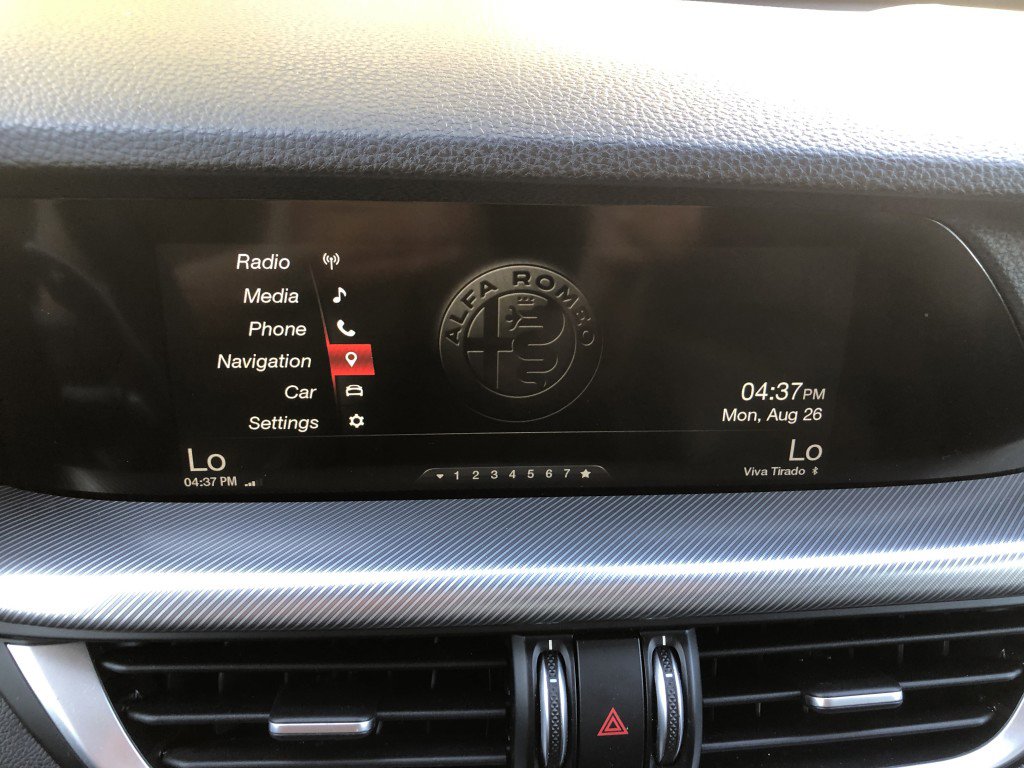 Radio
Media
Phone
Navigation
Car
Settings
ALFA ROMEO
04:37PM
Mon, Aug 26
Lo
04:37 PM
1 2 3 4 5 6 7
Lo
Viva Tirado